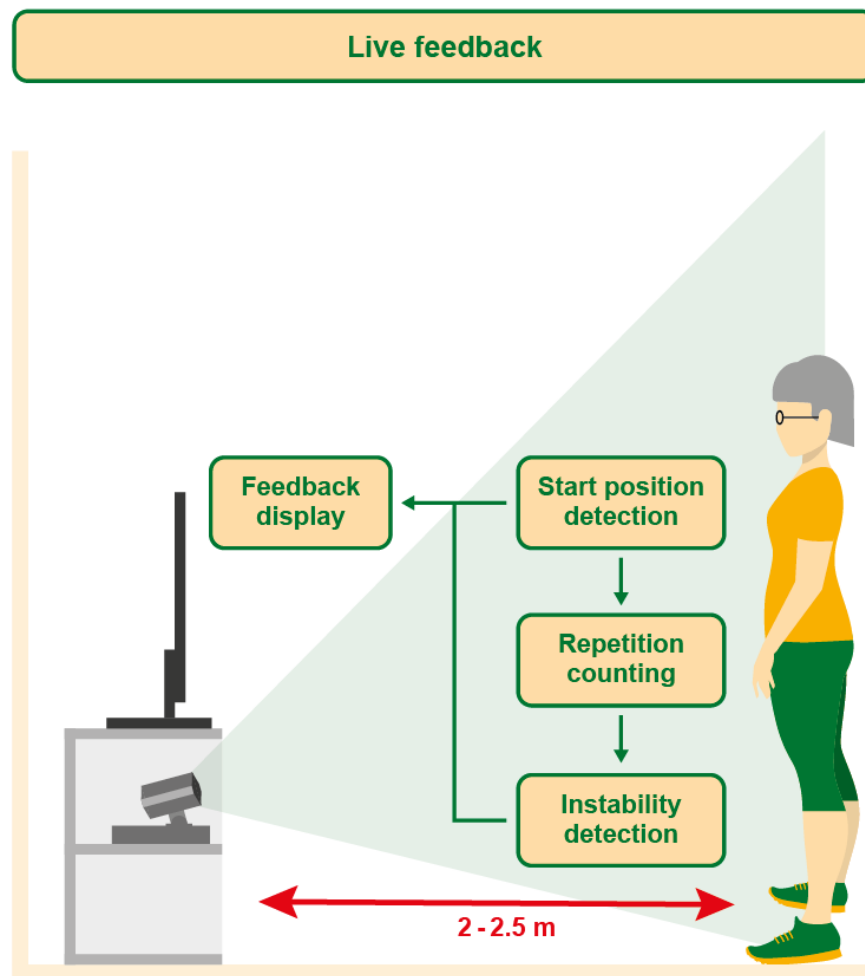 Live feedback
Feedback
display
Start position
detection
Repetition
counting
Instability
detection
2 - 2.5 m